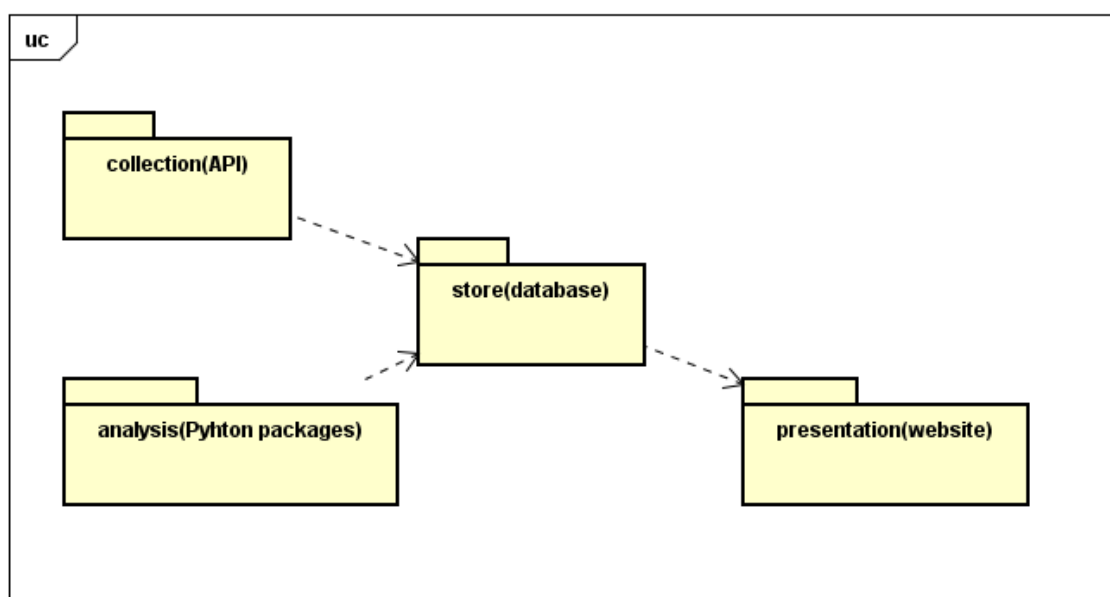 uc
collection(API)
store(database)
analysis(Pyhton packages)
presentation(website)